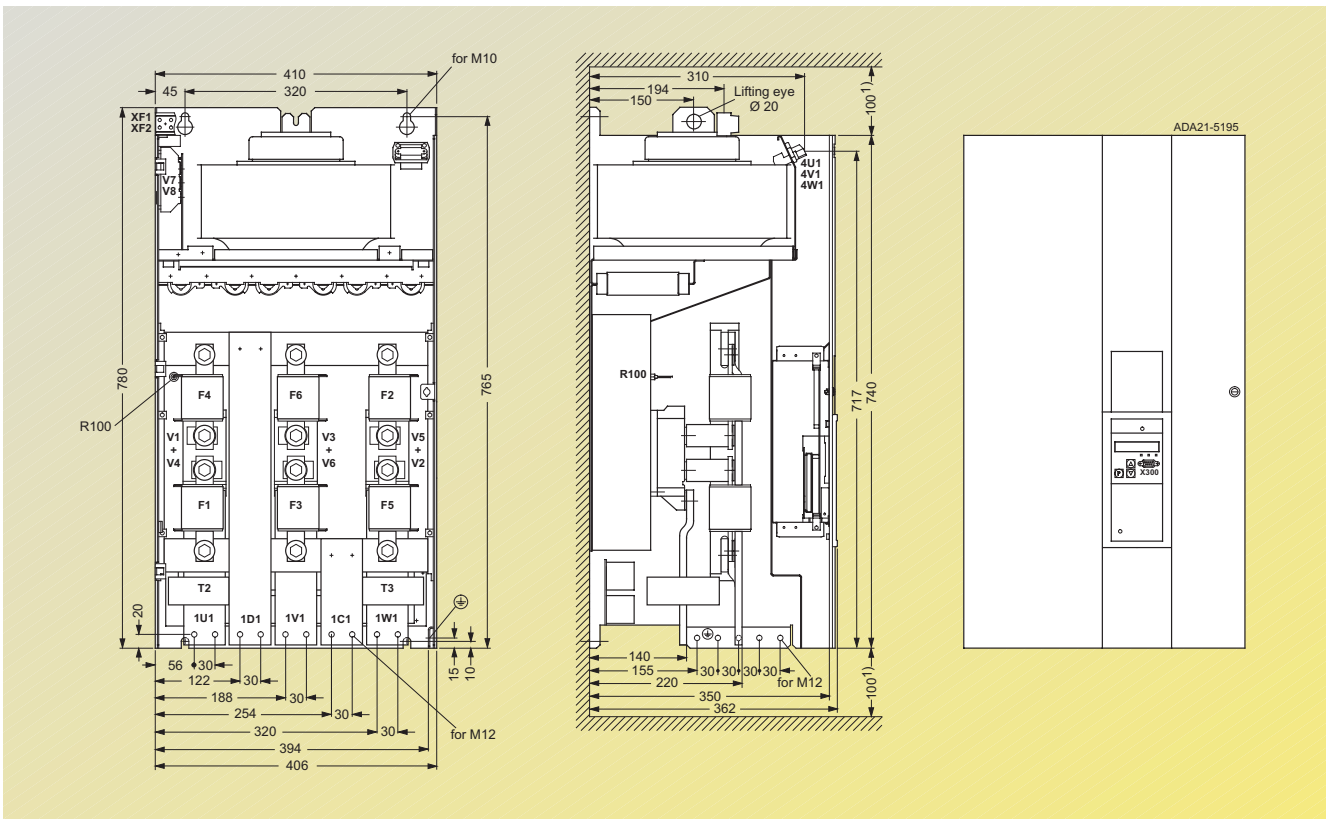 for M10
410
45
320
XF1
XF2
V7
V8
780
765
R100
F4
F6
F2
V1
+
V4
V3
+
V6
V5
+
V2
F1
F3
F5
T2
T3
1U1
1D1
1V1
1C1
1W1
20
56
30
122
30
188
30
254
30
320
30
394
406
15
10
for M12
310
194
150
Lifting eye
Ø 20
100 1)
4U1
4V1
4W1
R100
717
740
140
155
30
30
30
30
220
for M12
350
362
100 1)
ADA21-5195
P
X300